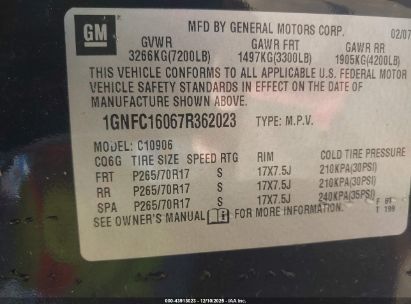 GM
MFD BY GENERAL MOTORS CORP. 02/07
GVWR GAWR FRT GAWR RR
3266KG(7200LB) 1497KG(3300LB) 1905KG(4200LB)
THIS VEHICLE CONFORMS TO ALL APPLICABLE U.S. FEDERAL MOTOR
VEHICLE SAFETY STANDARDS IN EFFECT ON THE DATE OF
MANUFACTURE SHOWN ABOVE.
1GNFC16067R362023 TYPE: M.P.V.
MODEL: C10906
CQ6G TIRE SIZE SPEED RTG RIM COLD TIRE PRESSURE
FRT P265/70R17 S 17X7.5J 210KPA(30PSI)
RR P265/70R17 S 17X7.5J 210KPA(30PSI)
SPA P265/70R17 S 17X7.5J 240KPA(35PSI)
SEE OWNER'S MANUAL FOR MORE INFORMATION.